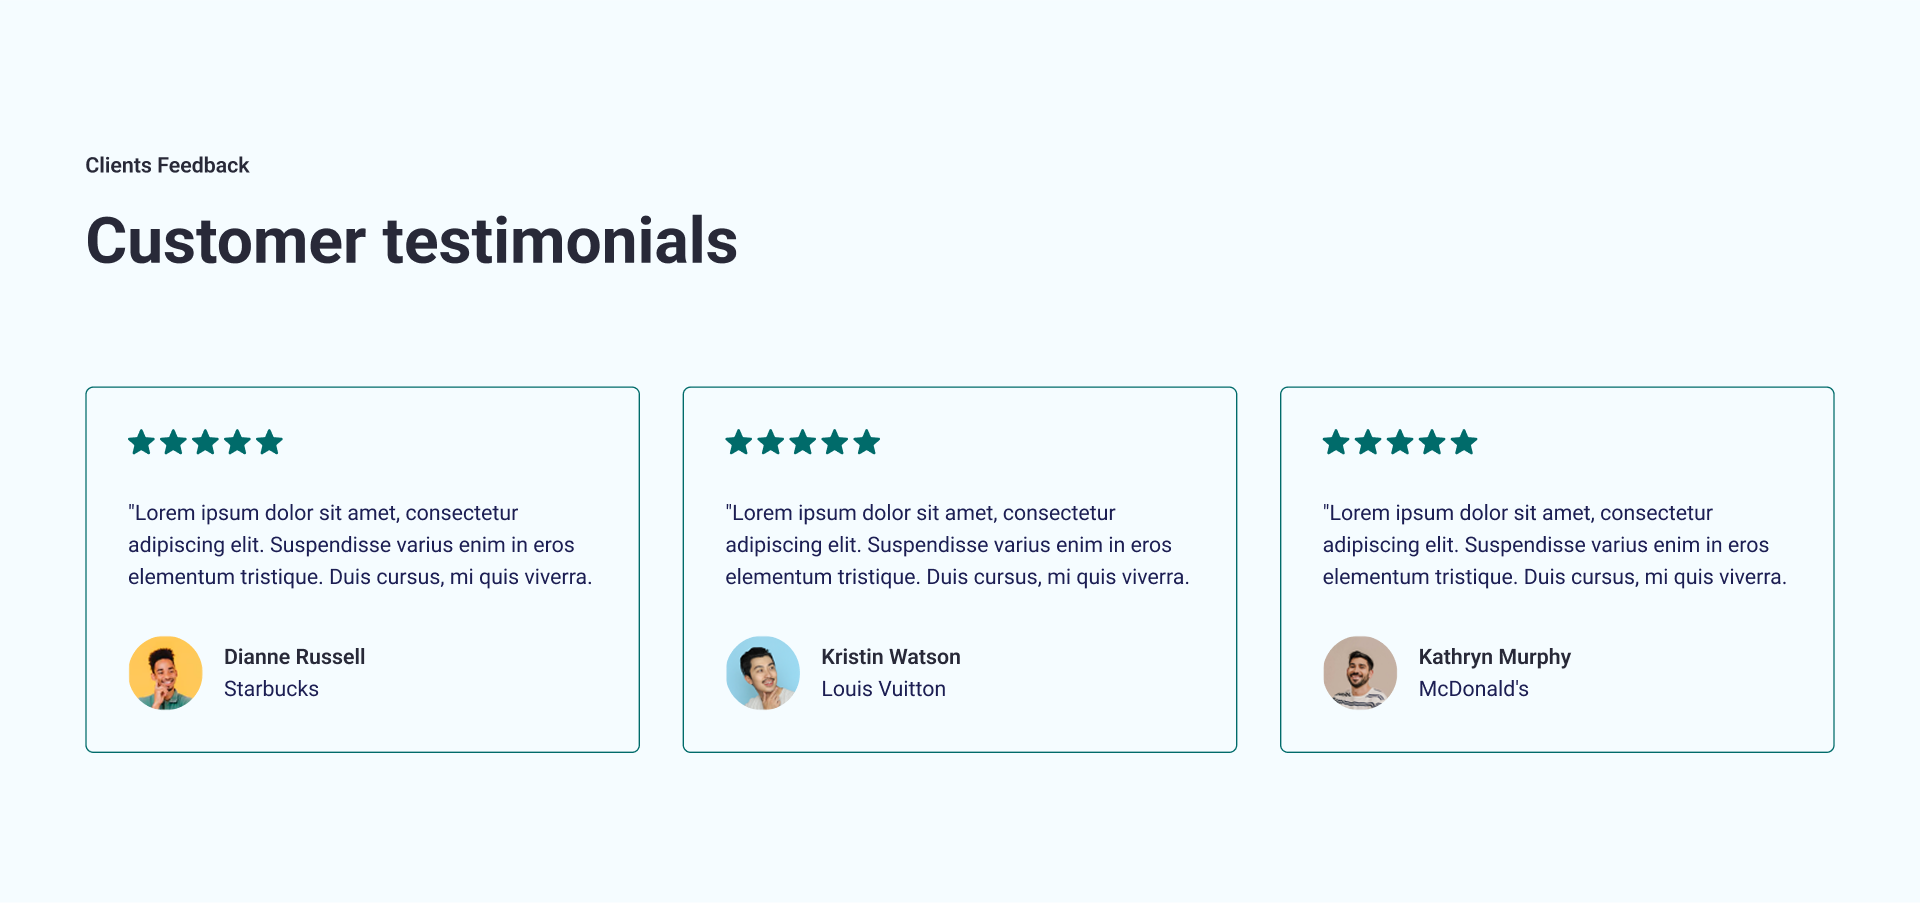 Clients Feedback
Customer testimonials
"Lorem ipsum dolor sit amet, consectetur
adipiscing elit. Suspendisse varius enim in eros
elementum tristique. Duis cursus, mi quis viverra.
Dianne Russell
Starbucks
"Lorem ipsum dolor sit amet, consectetur
adipiscing elit. Suspendisse varius enim in eros
elementum tristique. Duis cursus, mi quis viverra.
Kristin Watson
Louis Vuitton
"Lorem ipsum dolor sit amet, consectetur
adipiscing elit. Suspendisse varius enim in eros
elementum tristique. Duis cursus, mi quis viverra.
Kathryn Murphy
McDonald's